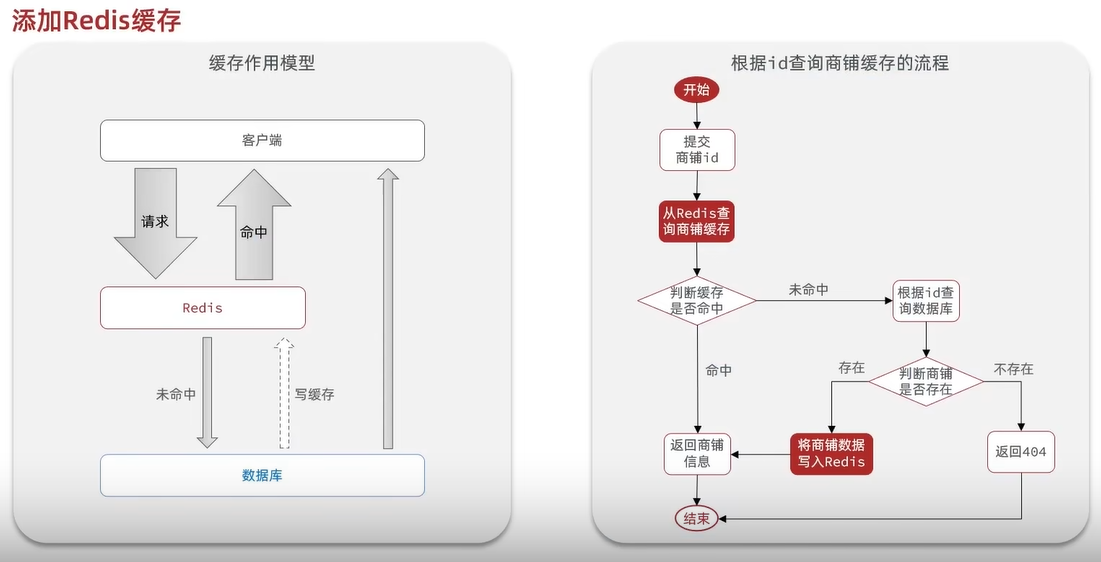 添加Redis缓存
缓存作用模型
客户端
请求
命中
Redis
未命中
写缓存
数据库
根据id查询商铺缓存的流程
开始
提交
商铺id
从Redis查
询商铺缓存
判断缓存
是否命中
未命中
根据id查
询数据库
命中
存在
判断商铺
是否存在
不存在
返回商铺
信息
将商铺数据
写入Redis
返回404
结束